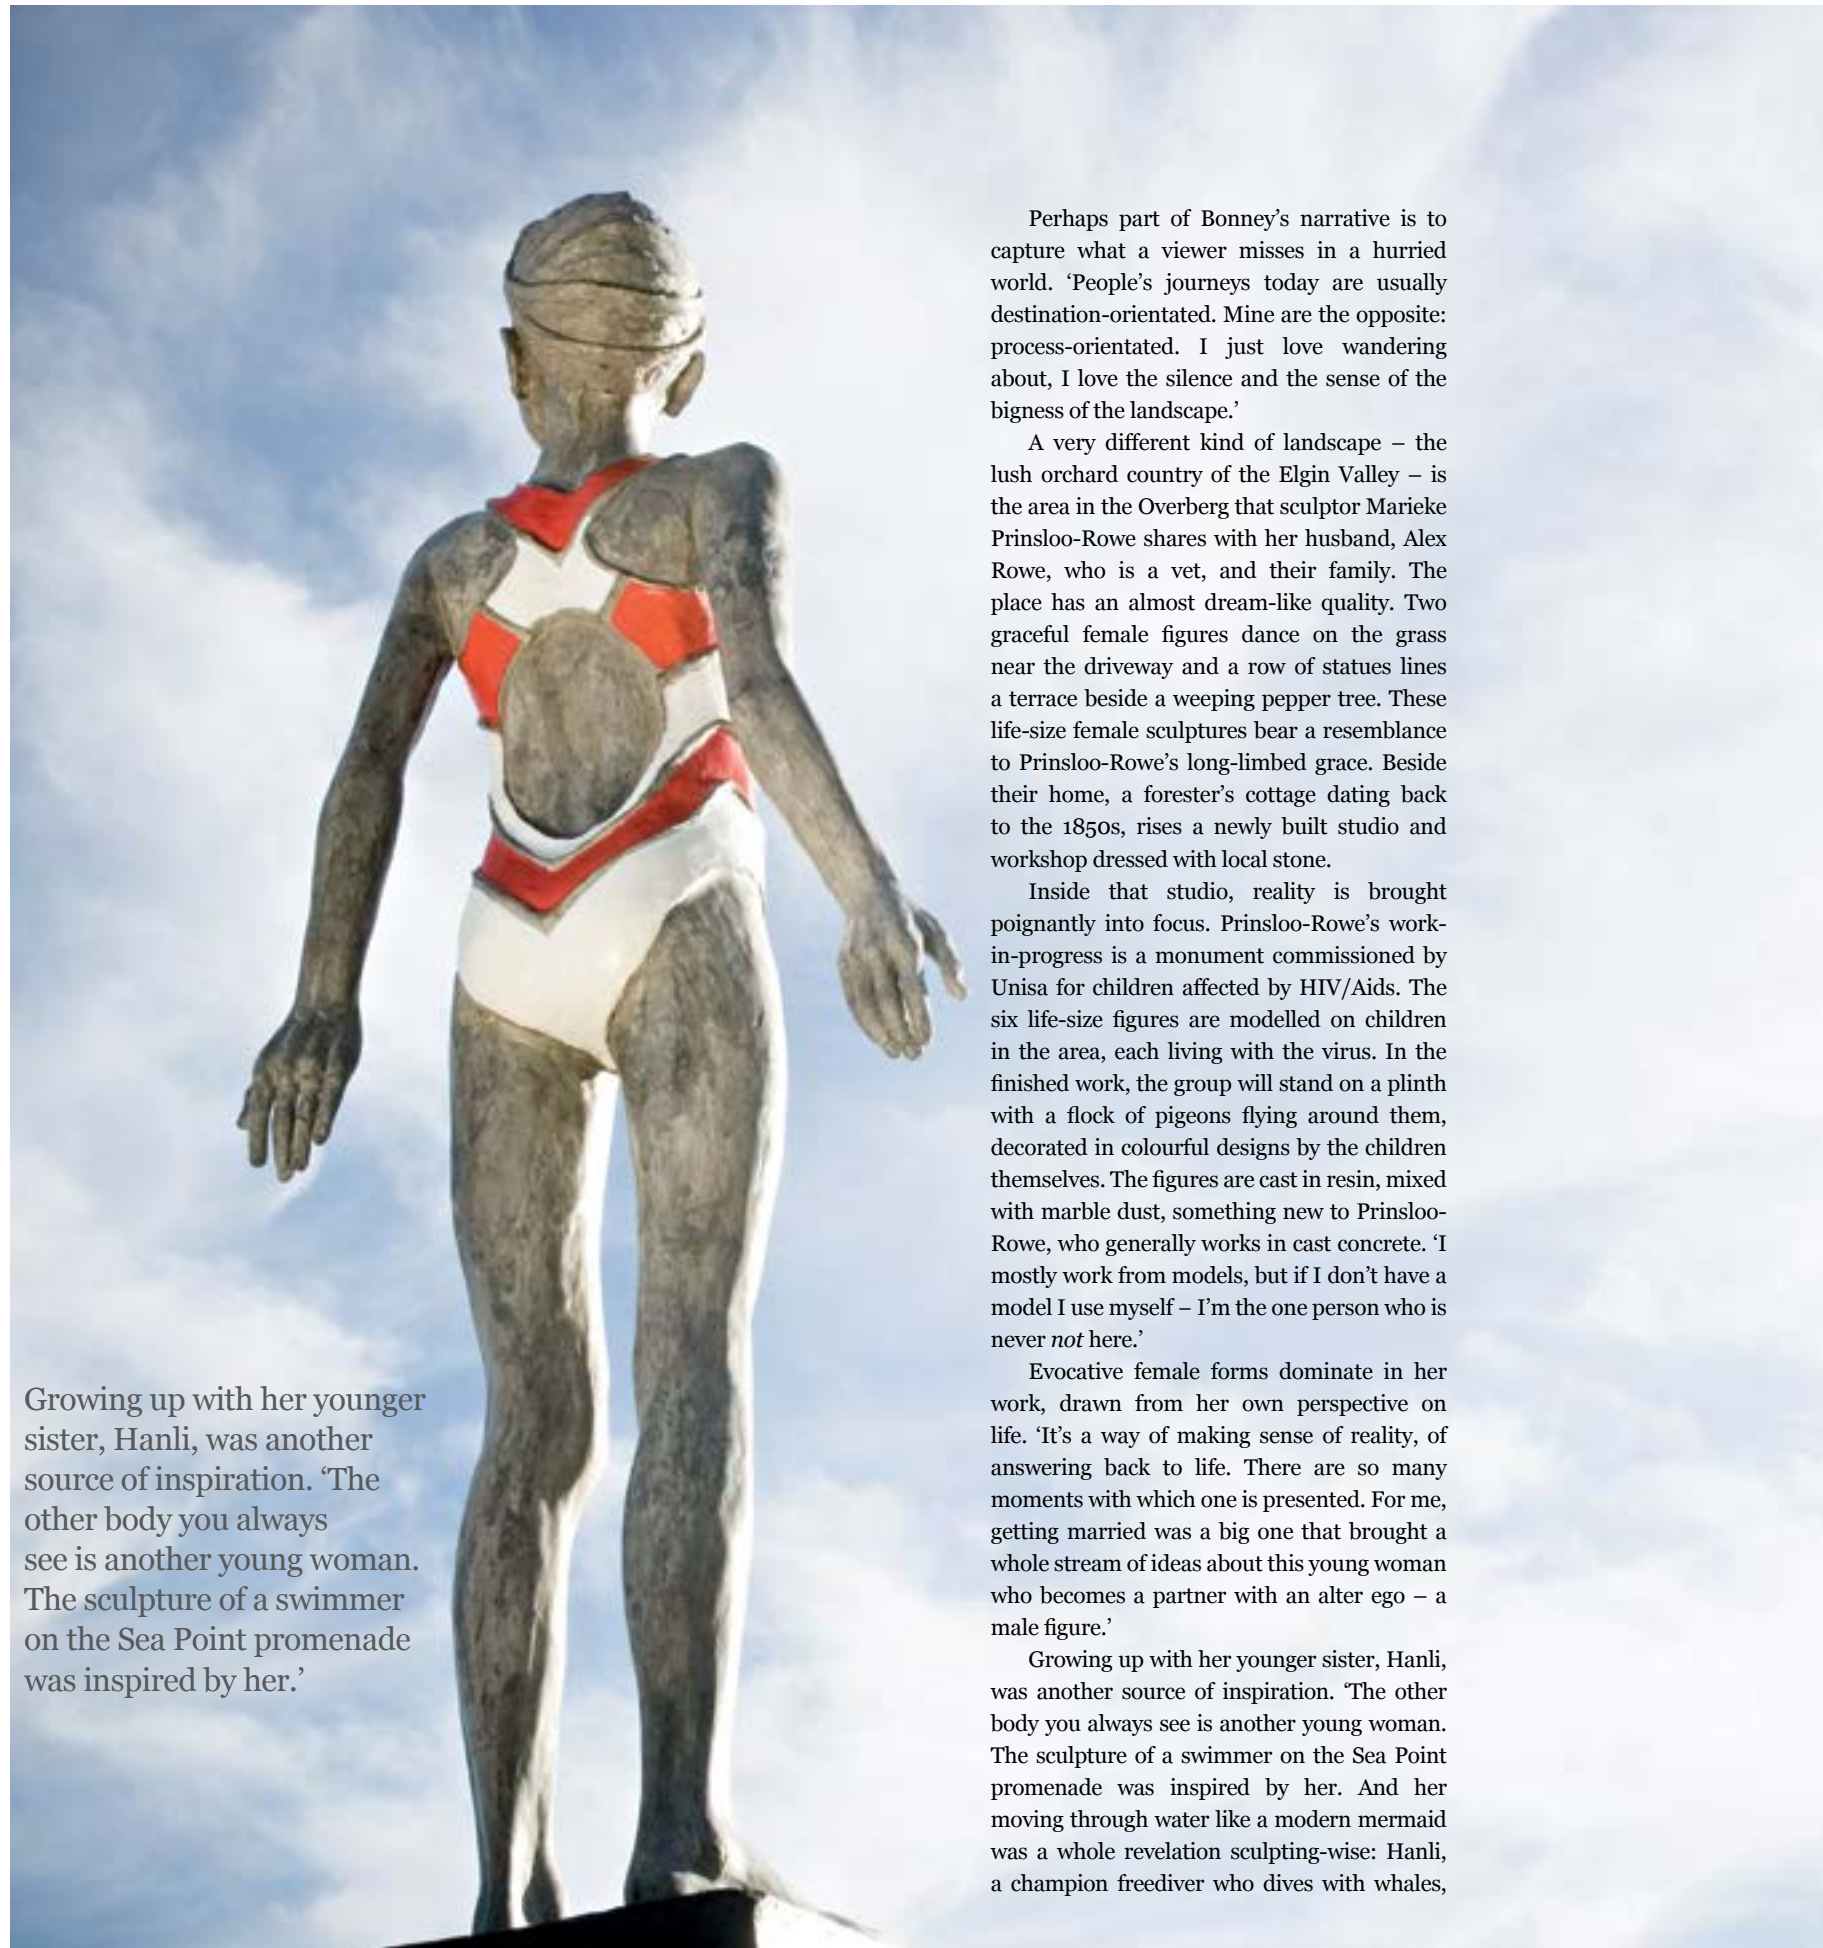 Perhaps part of Bonney’s narrative is to
capture what a viewer misses in a hurried
world. ‘People’s journeys today are usually
destination-orientated. Mine are the opposite:
process-orientated. I just love wandering
about, I love the silence and the sense of the
bigness of the landscape.’
A very different kind of landscape – the
lush orchard country of the Elgin Valley – is
the area in the Overberg that sculptor Marieke
Prinsloo-Rowe shares with her husband, Alex
Rowe, who is a vet, and their family. The
place has an almost dream-like quality. Two
graceful female figures dance on the grass
near the driveway and a row of statues lines
a terrace beside a weeping pepper tree. These
life-size female sculptures bear a resemblance
to Prinsloo-Rowe’s long-limbed grace. Beside
their home, a forester’s cottage dating back
to the 1850s, rises a newly built studio and
workshop dressed with local stone.
Inside that studio, reality is brought
poignantly into focus. Prinsloo-Rowe’s work-
in-progress is a monument commissioned by
Unisa for children affected by HIV/Aids. The
six life-size figures are modelled on children
in the area, each living with the virus. In the
finished work, the group will stand on a plinth
with a flock of pigeons flying around them,
decorated in colourful designs by the children
themselves. The figures are cast in resin, mixed
with marble dust, something new to Prinsloo-
Rowe, who generally works in cast concrete. ‘I
mostly work from models, but if I don’t have a
model I use myself – I’m the one person who is
never not here.’
Evocative female forms dominate in her
work, drawn from her own perspective on
life. ‘It’s a way of making sense of reality, of
answering back to life. There are so many
moments with which one is presented. For me,
getting married was a big one that brought a
whole stream of ideas about this young woman
who becomes a partner with an alter ego – a
male figure.’
Growing up with her younger sister, Hanli,
was another source of inspiration. ‘The other
body you always see is another young woman.
The sculpture of a swimmer on the Sea Point
promenade was inspired by her. And her
moving through water like a modern mermaid
was a whole revelation sculpting-wise: Hanli,
a champion freediver who dives with whales,
Growing up with her younger
sister, Hanli, was another
source of inspiration. ‘The
other body you always
see is another young woman.
The sculpture of a swimmer
on the Sea Point promenade
was inspired by her.’